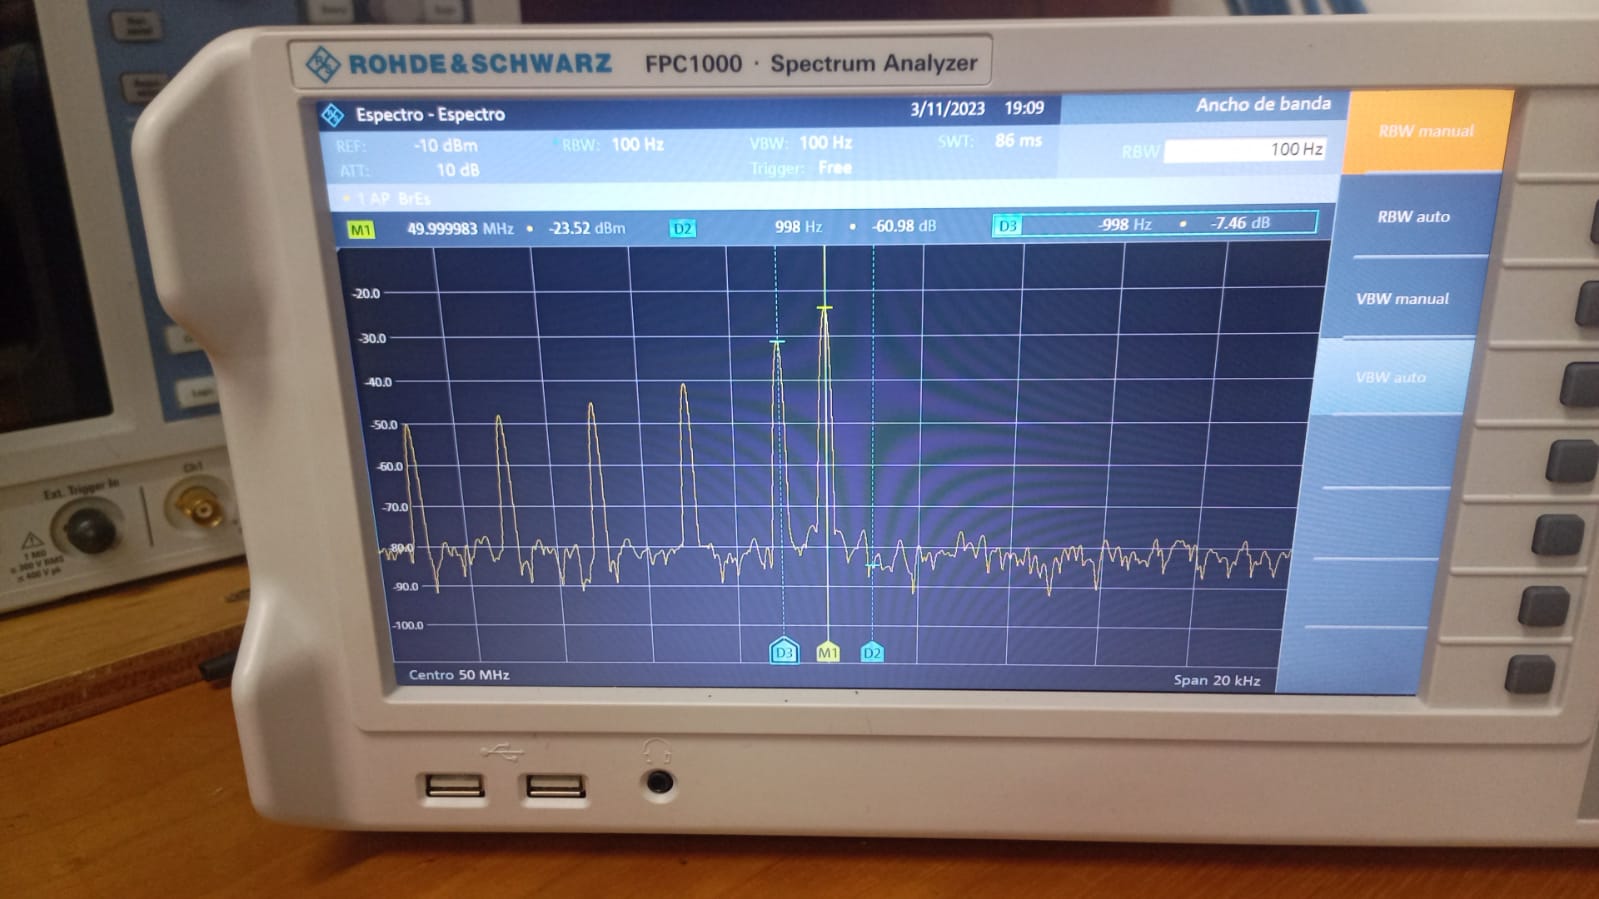 ROHDE & SCHWARZ FPC1000 · Spectrum Analyzer
Espectro - Espectro 3/11/2023 19:09 Ancho de banda
REF: -10 dBm RBW: 100 Hz VBW: 100 Hz SWT: 86 ms RBW 100 Hz
ATT: 10 dB Trigger: Free
1 AP BrEs
M1 49.999983 MHz • -23.52 dBm D2 998 Hz • -60.98 dB D3 -998 Hz • -7.46 dB
-20.0
-30.0
-40.0
-50.0
-60.0
-70.0
-80.0
-90.0
-100.0
D3 M1 D2
Centro 50 MHz Span 20 kHz
RBW manual
RBW auto
VBW manual
VBW auto
Ext. Trigger In
Ch1
1 MΩ